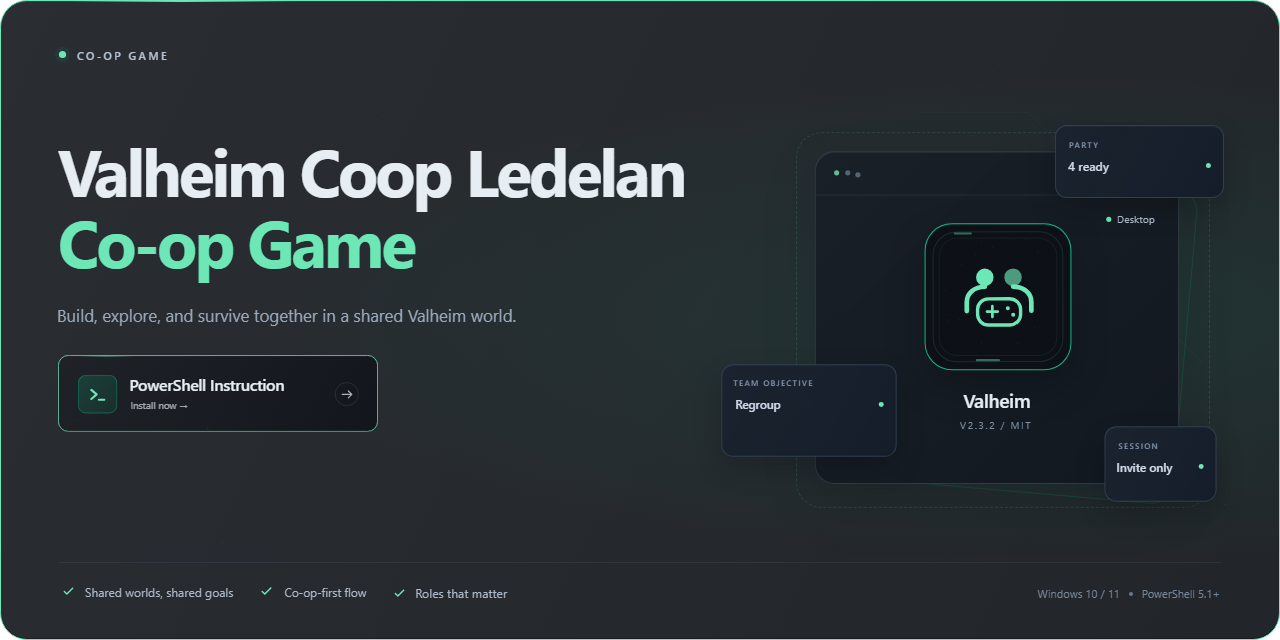 CO-OP GAME
Valheim Coop Ledelan
Co-op Game
Build, explore, and survive together in a shared Valheim world.
PowerShell Instruction
Install now →
PARTY
4 ready
Desktop
TEAM OBJECTIVE
Regroup
Valheim
V2.3.2 / MIT
SESSION
Invite only
Shared worlds, shared goals
Co-op-first flow
Roles that matter
Windows 10 / 11 • PowerShell 5.1+